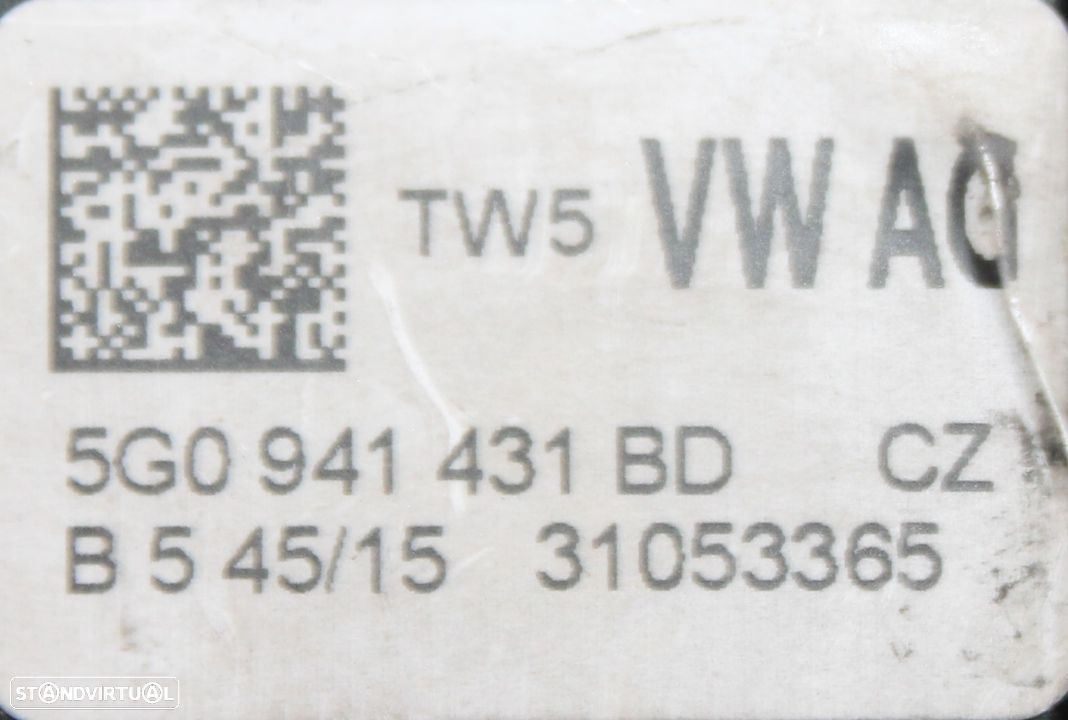 TW5 VW AG
5G0 941 431 BD CZ
B 5 45/15 31053365
STANDVIRTUAL